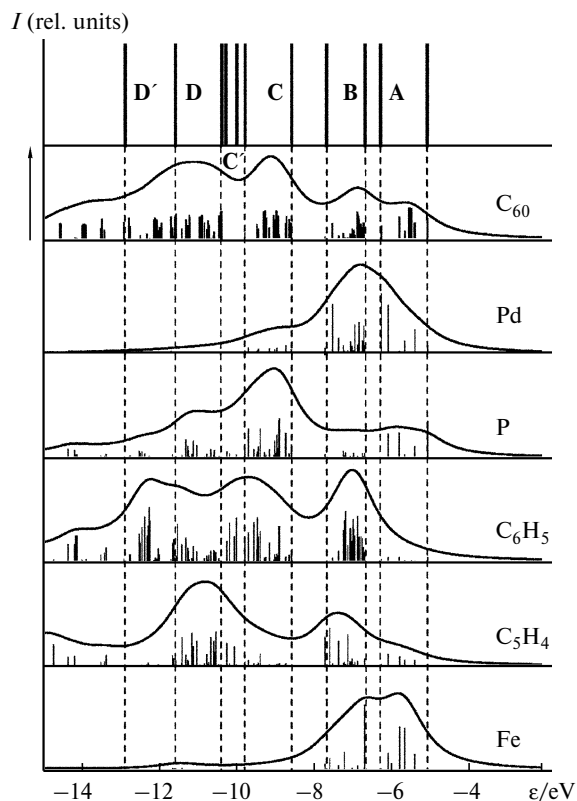 I (rel. units)
D´ D C B A
C´
C₆₀
Pd
P
C₆H₅
C₅H₄
Fe
−14 −12 −10 −8 −6 −4 ε/eV